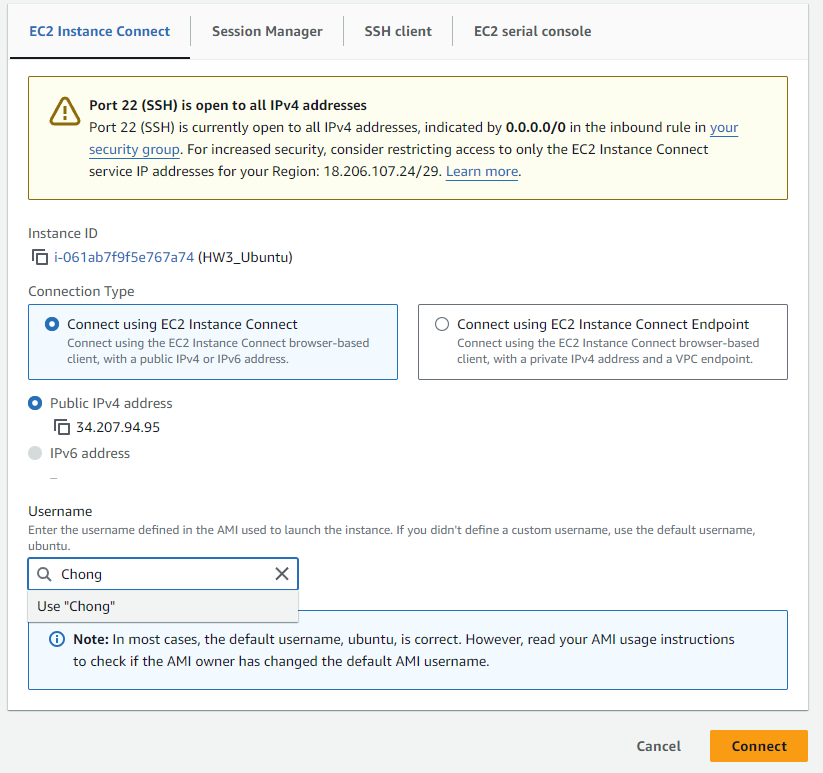 EC2 Instance Connect
Session Manager
SSH client
EC2 serial console
Port 22 (SSH) is open to all IPv4 addresses
Port 22 (SSH) is currently open to all IPv4 addresses, indicated by 0.0.0.0/0 in the inbound rule in your
security group. For increased security, consider restricting access to only the EC2 Instance Connect
service IP addresses for your Region: 18.206.107.24/29. Learn more.
Instance ID
i-061ab7f9f5e767a74 (HW3_Ubuntu)
Connection Type
Connect using EC2 Instance Connect
Connect using the EC2 Instance Connect browser-based
client, with a public IPv4 or IPv6 address.
Connect using EC2 Instance Connect Endpoint
Connect using the EC2 Instance Connect browser-based
client, with a private IPv4 address and a VPC endpoint.
Public IPv4 address
34.207.94.95
IPv6 address
–
Username
Enter the username defined in the AMI used to launch the instance. If you didn't define a custom username, use the default username,
ubuntu.
Chong
Use "Chong"
Note: In most cases, the default username, ubuntu, is correct. However, read your AMI usage instructions
to check if the AMI owner has changed the default AMI username.
Cancel
Connect